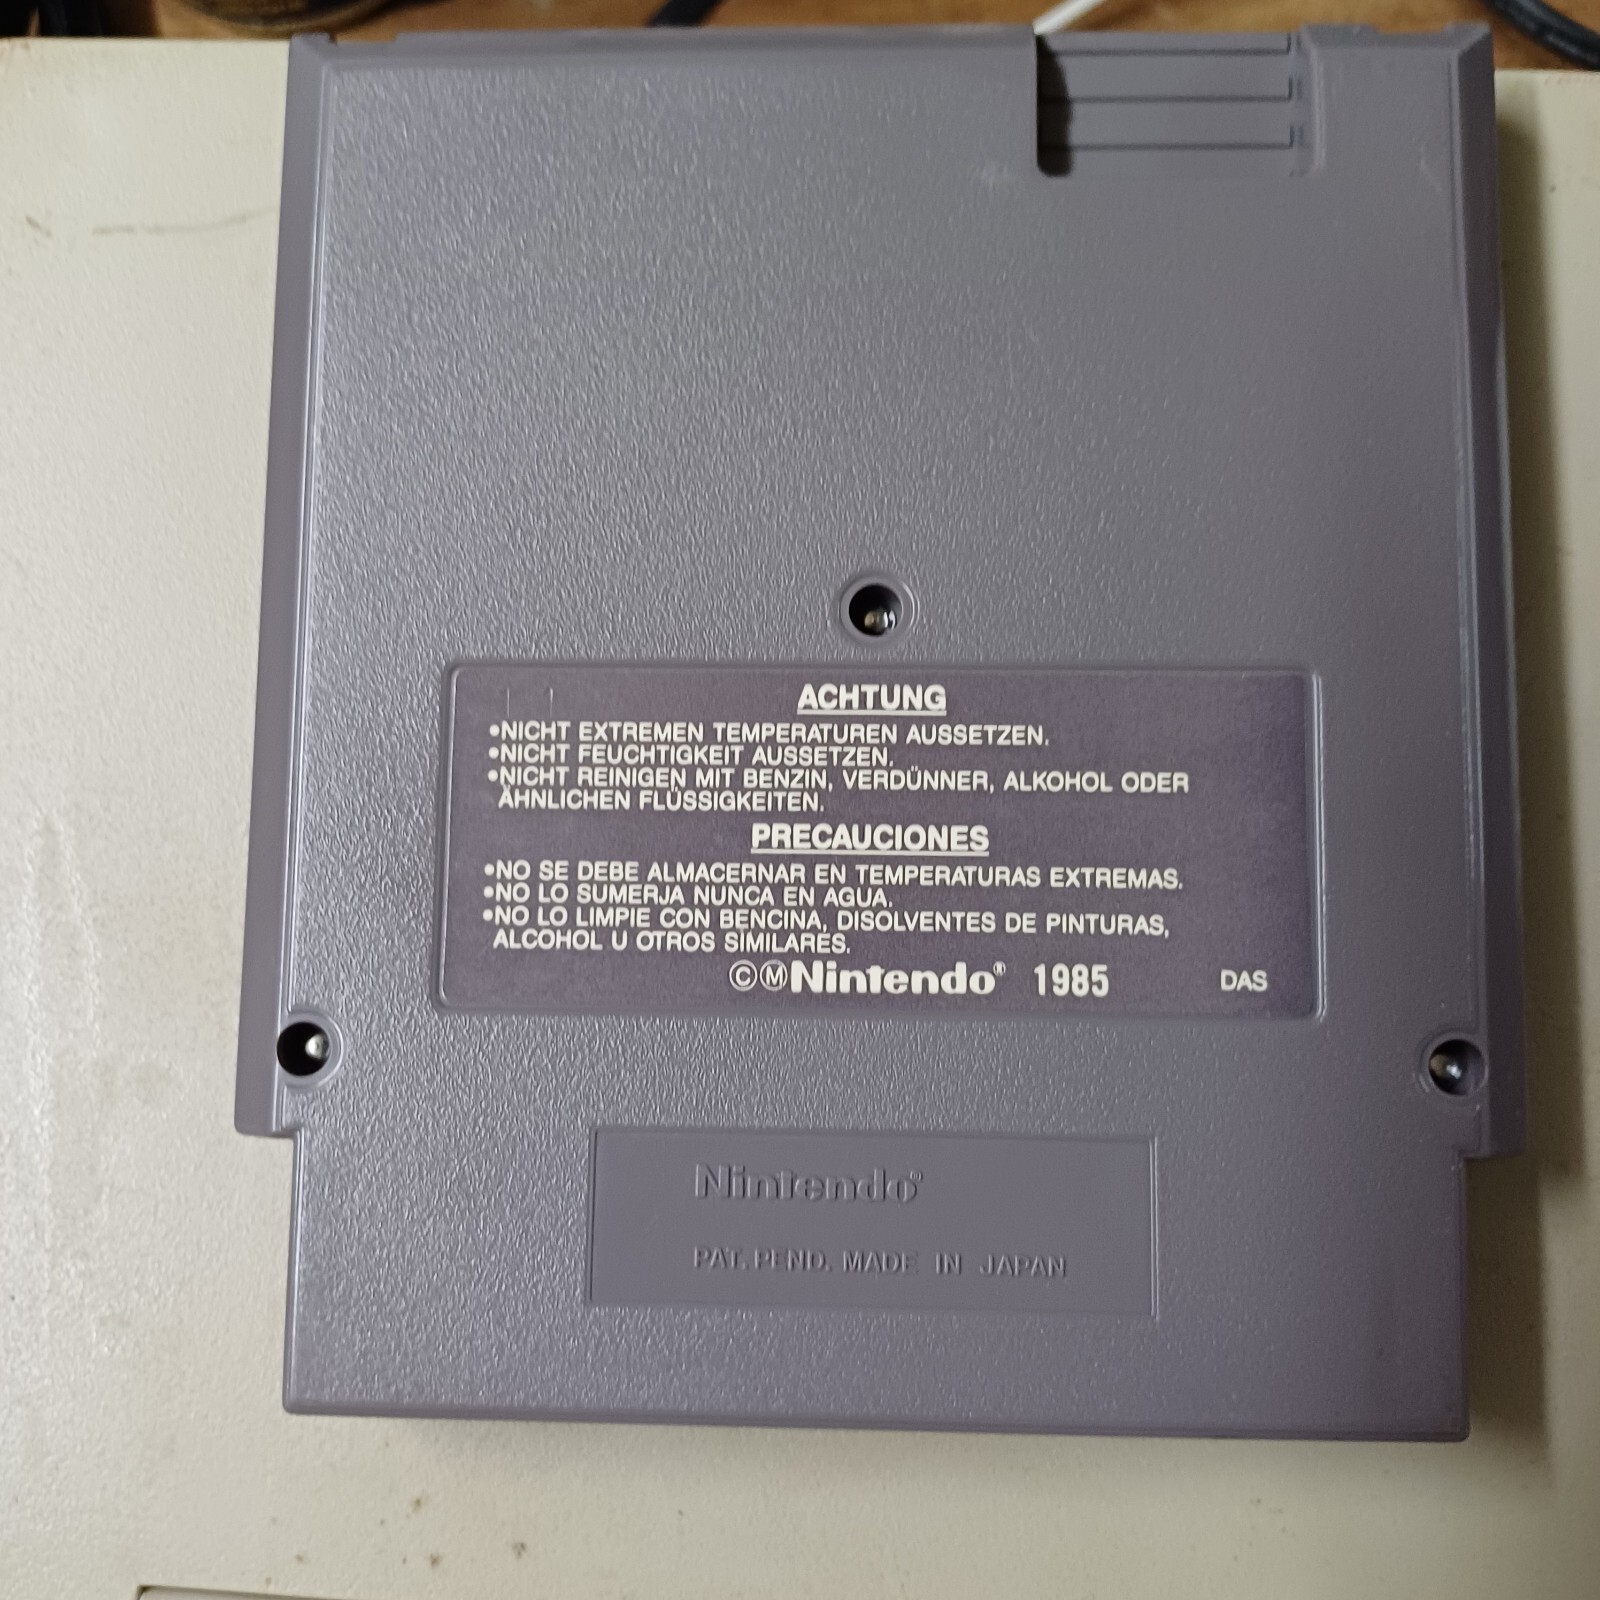 ACHTUNG
•NICHT EXTREMEN TEMPERATUREN AUSSETZEN.
•NICHT FEUCHTIGKEIT AUSSETZEN.
•NICHT REINIGEN MIT BENZIN, VERDÜNNER, ALKOHOL ODER
ÄHNLICHEN FLÜSSIGKEITEN.
PRECAUCIONES
•NO SE DEBE ALMACERNAR EN TEMPERATURAS EXTREMAS.
•NO LO SUMERJA NUNCA EN AGUA.
•NO LO LIMPIE CON BENCINA, DISOLVENTES DE PINTURAS,
ALCOHOL U OTROS SIMILARES.
ⒸⓂNintendo® 1985 DAS
Nintendo®
PAT. PEND. MADE IN JAPAN